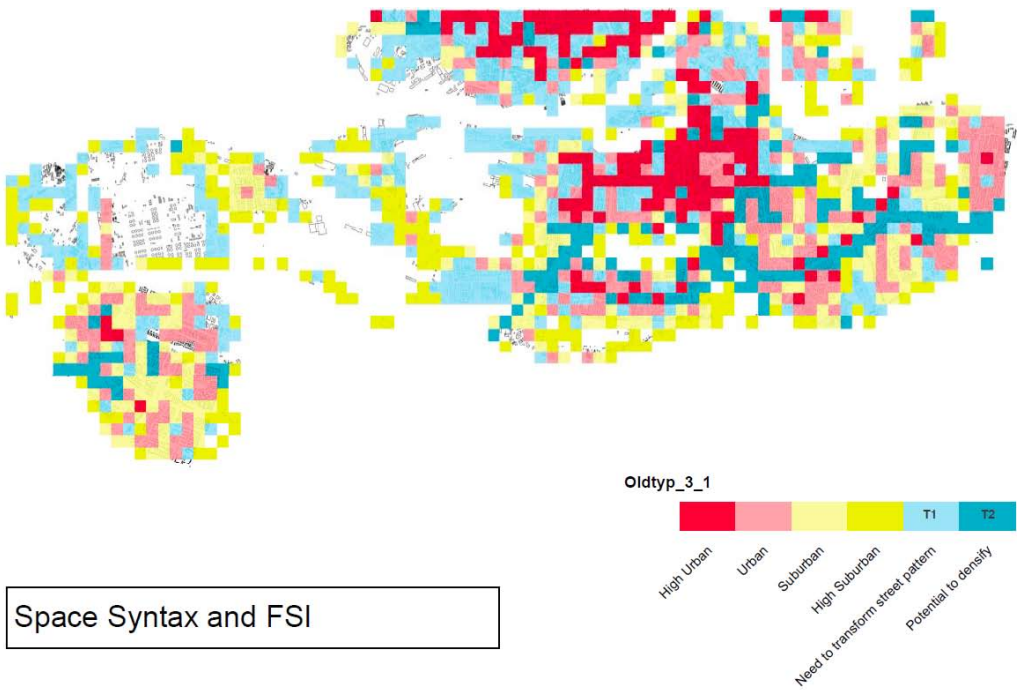 Oldtyp_3_1
T1
T2
High Urban
Urban
Suburban
High Suburban
Need to transform street pattern
Potential to densify
Space Syntax and FSI